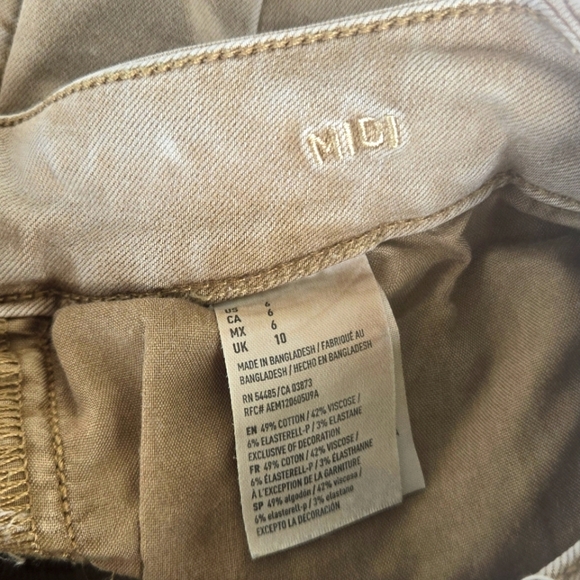 MIDI
US 6
CA 6
MX 6
UK 10
MADE IN BANGLADESH / FABRIQUÉ AU
BANGLADESH / HECHO EN BANGLADESH
RN 54485 / CA 03873
RFC# AEM120605U9A
EN 49% COTTON / 42% VISCOSE /
6% ELASTERELL-P / 3% ELASTANE
EXCLUSIVE OF DECORATION
FR 49% COTON / 42% VISCOSE /
6% ÉLASTERELL-P / 3% ÉLASTHANNE
À L'EXCEPTION DE LA GARNITURE
SP 49% algodón / 42% viscosa /
6% elasterell-p / 3% elastano
EXCEPTO LA DECORACIÓN